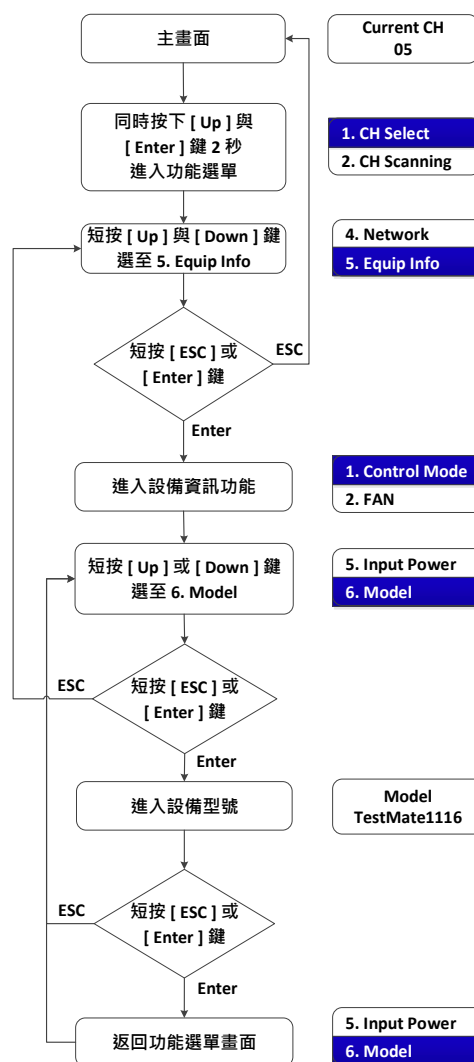 主畫面
Current CH
05
同時按下 [ Up ] 與
[ Enter ] 鍵 2 秒
進入功能選單
1. CH Select
2. CH Scanning
短按 [ Up ] 與 [ Down ] 鍵
選至 5. Equip Info
4. Network
5. Equip Info
短按 [ ESC ] 或
[ Enter ] 鍵
ESC
Enter
進入設備資訊功能
1. Control Mode
2. FAN
短按 [ Up ] 或 [ Down ] 鍵
選至 6. Model
5. Input Power
6. Model
ESC
短按 [ ESC ] 或
[ Enter ] 鍵
Enter
進入設備型號
Model
TestMate1116
ESC
短按 [ ESC ] 或
[ Enter ] 鍵
Enter
返回功能選單畫面
5. Input Power
6. Model